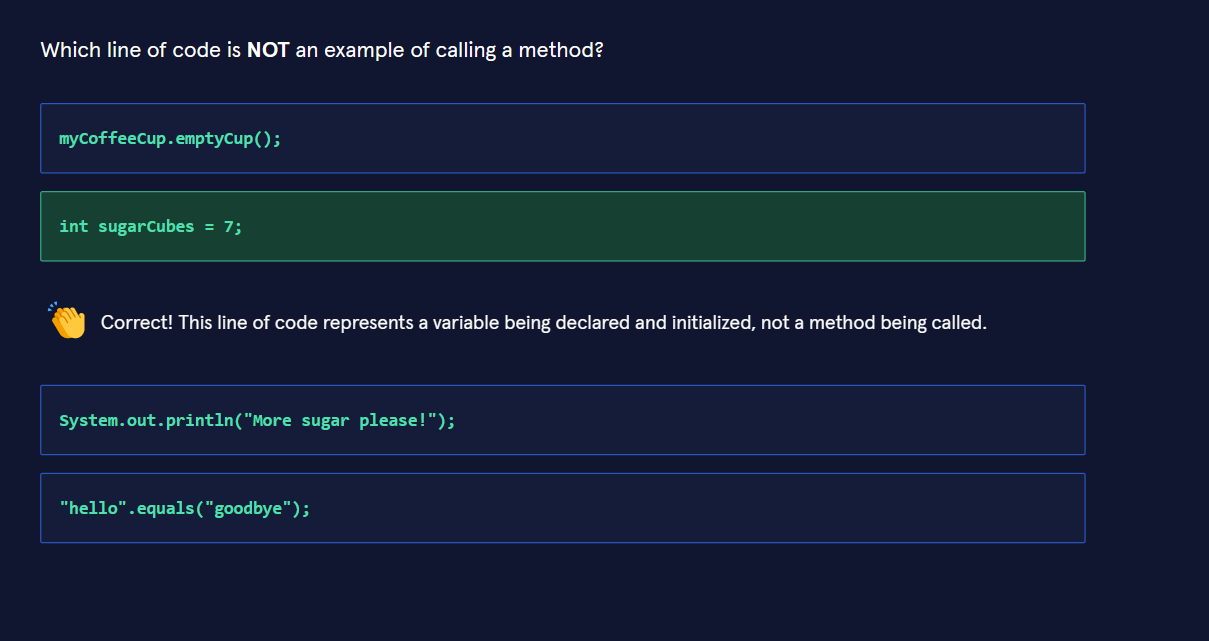 Which line of code is NOT an example of calling a method?
myCoffeeCup.emptyCup();
int sugarCubes = 7;
Correct! This line of code represents a variable being declared and initialized, not a method being called.
System.out.println("More sugar please!");
"hello".equals("goodbye");